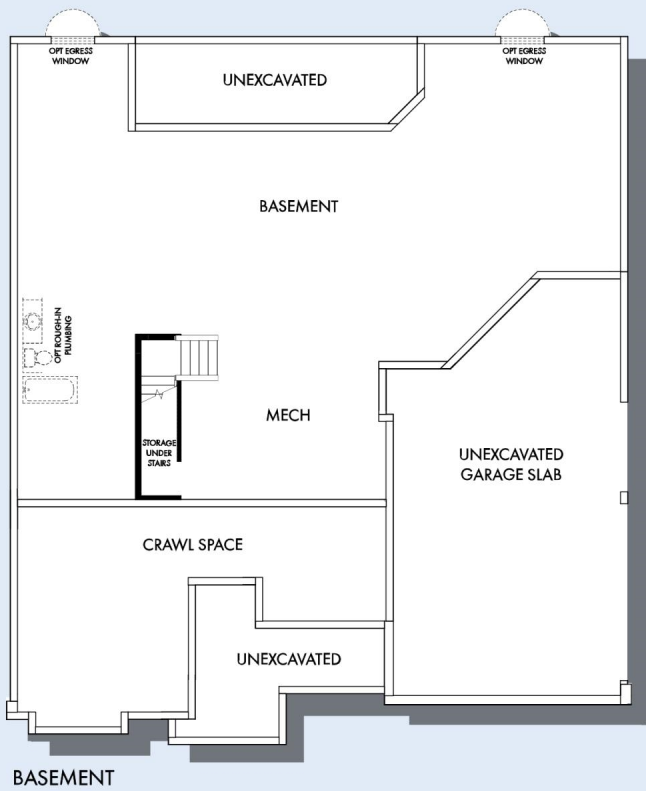 OPT EGRESS
WINDOW
OPT EGRESS
WINDOW
UNEXCAVATED
BASEMENT
OPT ROUGH-IN
PLUMBING
MECH
STORAGE
UNDER
STAIRS
UNEXCAVATED
GARAGE SLAB
CRAWL SPACE
UNEXCAVATED
BASEMENT